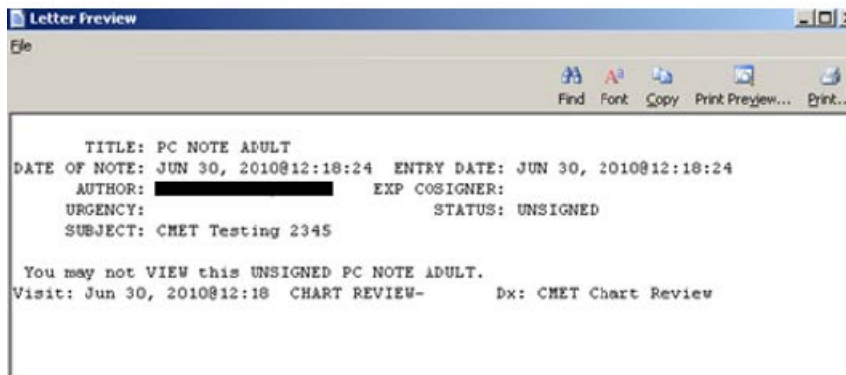 Letter Preview
File
Find Font Copy Print Preview... Print..
TITLE: PC NOTE ADULT
DATE OF NOTE: JUN 30, 2010@12:18:24 ENTRY DATE: JUN 30, 2010@12:18:24
AUTHOR: EXP COSIGNER:
URGENCY: STATUS: UNSIGNED
SUBJECT: CMET Testing 2345
You may not VIEW this UNSIGNED PC NOTE ADULT.
Visit: Jun 30, 2010@12:18 CHART REVIEW- Dx: CMET Chart Review